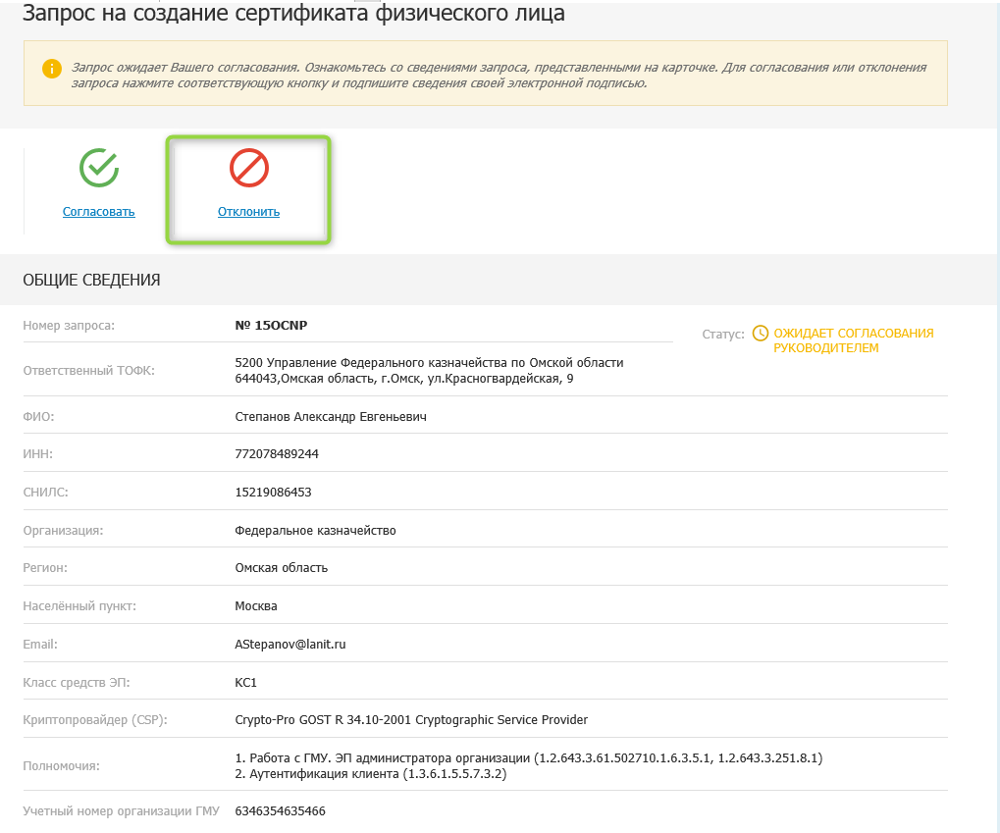 Запрос на создание сертификата физического лица
Запрос ожидает Вашего согласования. Ознакомьтесь со сведениями запроса, представленными на карточке. Для согласования или отклонения
запроса нажмите соответствующую кнопку и подпишите сведения своей электронной подписью.
Согласовать
Отклонить
ОБЩИЕ СВЕДЕНИЯ
Номер запроса: № 15OCNP
Статус: ОЖИДАЕТ СОГЛАСОВАНИЯ
РУКОВОДИТЕЛЕМ
Ответственный ТОФК: 5200 Управление Федерального казначейства по Омской области
644043,Омская область, г.Омск, ул.Красногвардейская, 9
ФИО: Степанов Александр Евгеньевич
ИНН: 772078489244
СНИЛС: 15219086453
Организация: Федеральное казначейство
Регион: Омская область
Населённый пункт: Москва
Email: AStepanov@lanit.ru
Класс средств ЭП: КС1
Криптопровайдер (CSP): Crypto-Pro GOST R 34.10-2001 Cryptographic Service Provider
Полномочия: 1. Работа с ГМУ. ЭП администратора организации (1.2.643.3.61.502710.1.6.3.5.1, 1.2.643.3.251.8.1)
2. Аутентификация клиента (1.3.6.1.5.5.7.3.2)
Учетный номер организации ГМУ 6346354635466